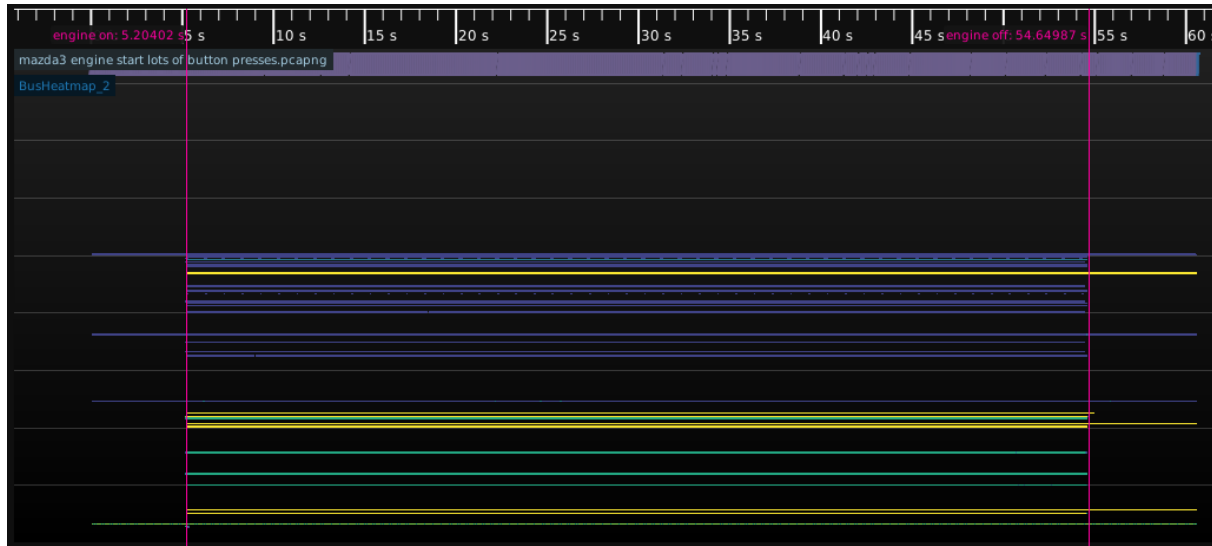 engine on: 5.20402 s 5 s 10 s 15 s 20 s 25 s 30 s 35 s 40 s 45 s engine off: 54.64987 s 55 s 60
mazda3 engine start lots of button presses.pcapng
BusHeatmap_2